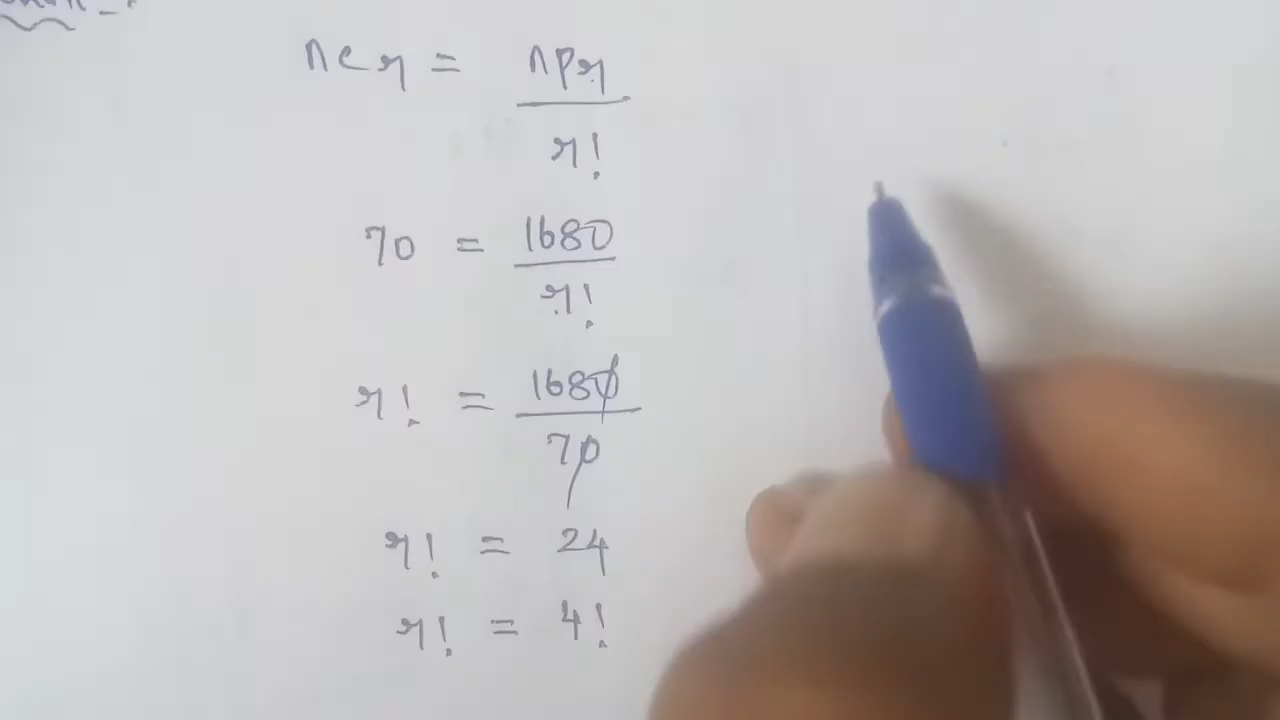 ncr = npr
r!
70 = 1680
r!
r! = 1680
70
r! = 24
r! = 4!